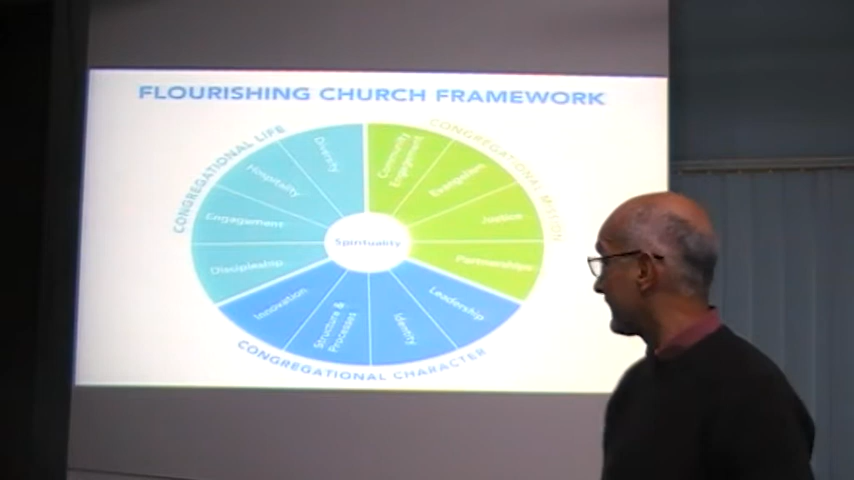 FLOURISHING CHURCH FRAMEWORK
CONGREGATIONAL LIFE
CONGREGATIONAL MISSION
Diversity
Community
Engagement
Hospitality
Evangelism
Engagement
Justice
Spirituality
Discipleship
Partnerships
Innovation
Structure &
Processes
Identity
Leadership
CONGREGATIONAL CHARACTER